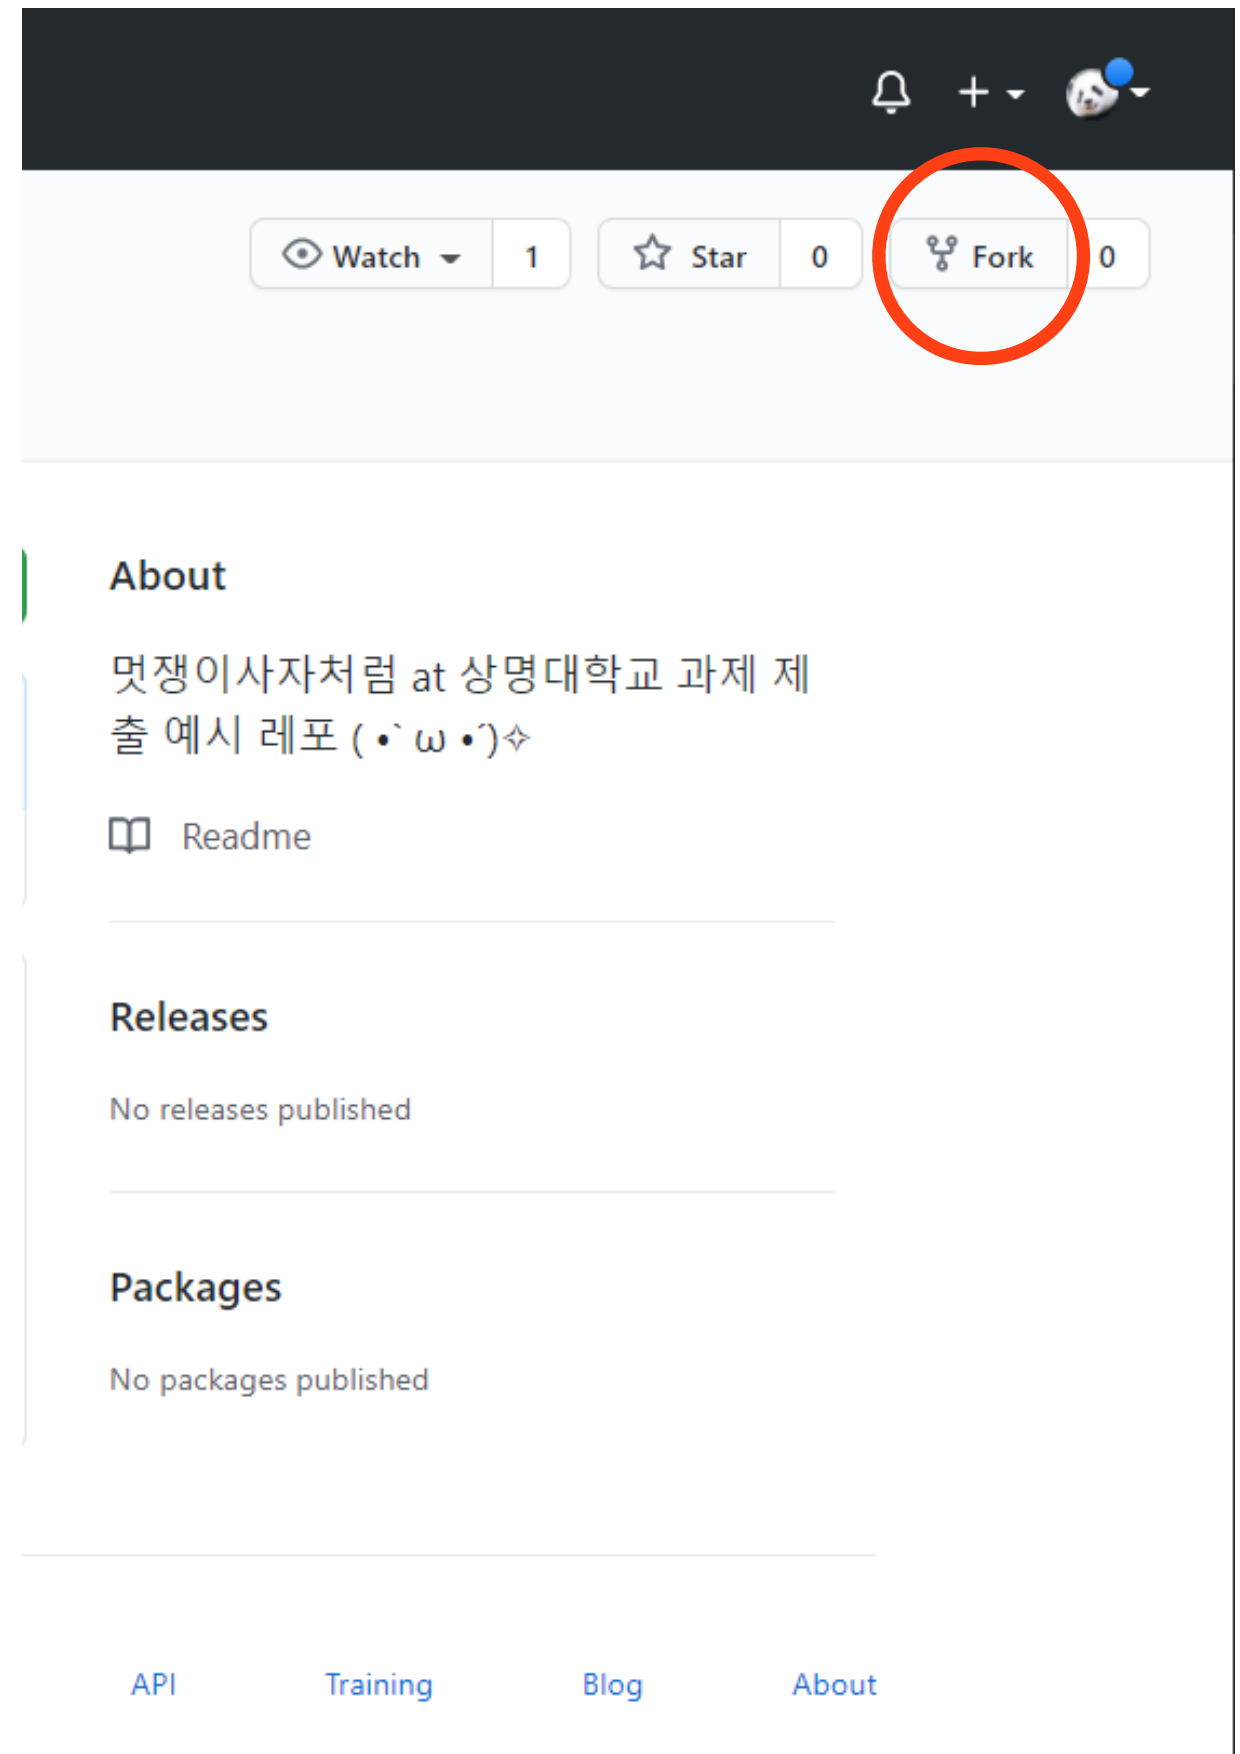 Watch 1 Star 0 Fork 0
About
멋쟁이사자처럼 at 상명대학교 과제 제
출 예시 레포 ( •̀ ω •́ )✧
Readme
Releases
No releases published
Packages
No packages published
API Training Blog About